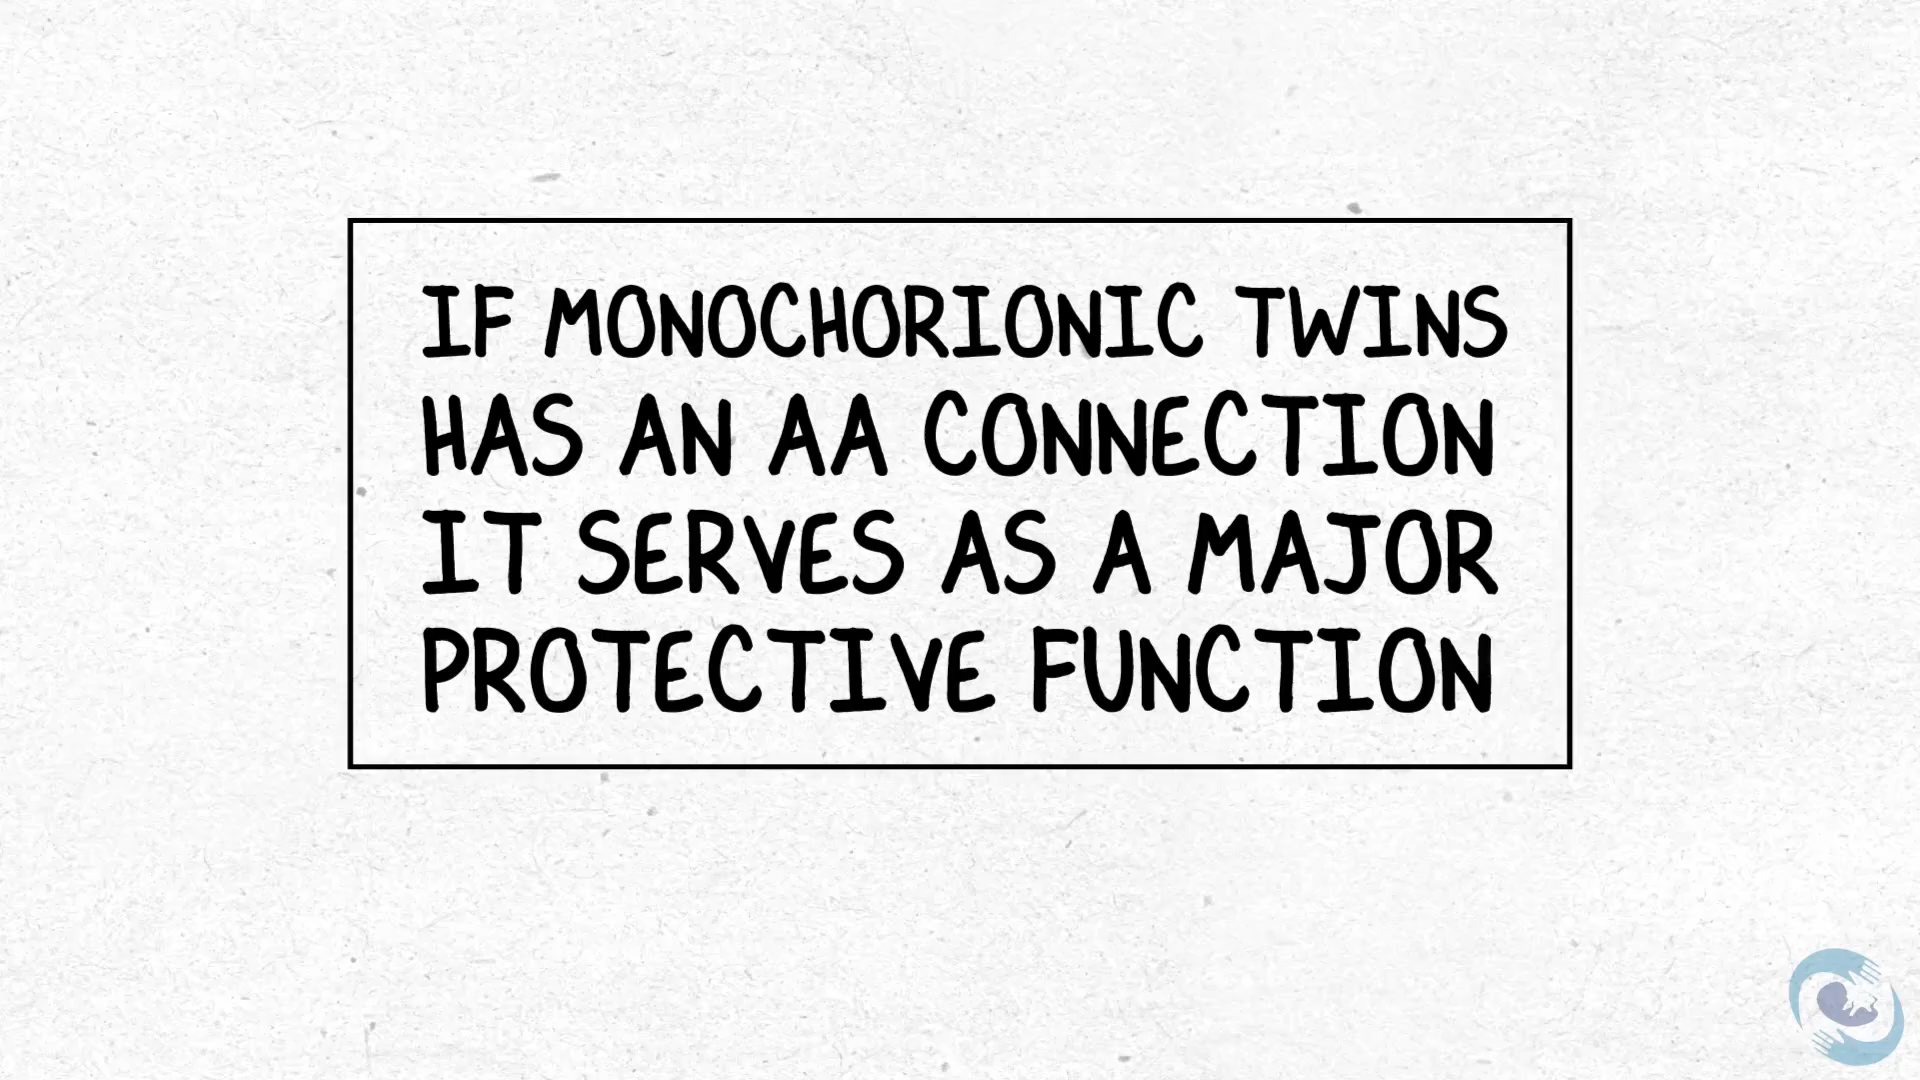 IF MONOCHORIONIC TWINS
HAS AN AA CONNECTION
IT SERVES AS A MAJOR
PROTECTIVE FUNCTION